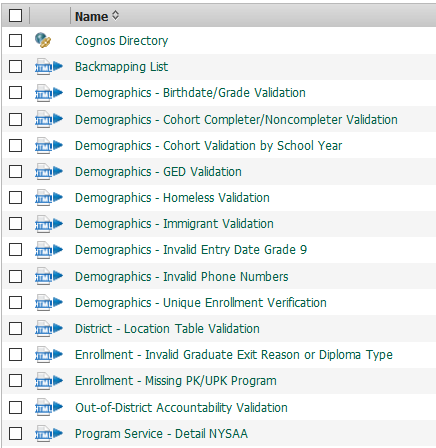 Name
Cognos Directory
Backmapping List
Demographics - Birthdate/Grade Validation
Demographics - Cohort Completer/Noncompleter Validation
Demographics - Cohort Validation by School Year
Demographics - GED Validation
Demographics - Homeless Validation
Demographics - Immigrant Validation
Demographics - Invalid Entry Date Grade 9
Demographics - Invalid Phone Numbers
Demographics - Unique Enrollment Verification
District - Location Table Validation
Enrollment - Invalid Graduate Exit Reason or Diploma Type
Enrollment - Missing PK/UPK Program
Out-of-District Accountability Validation
Program Service - Detail NYSAA